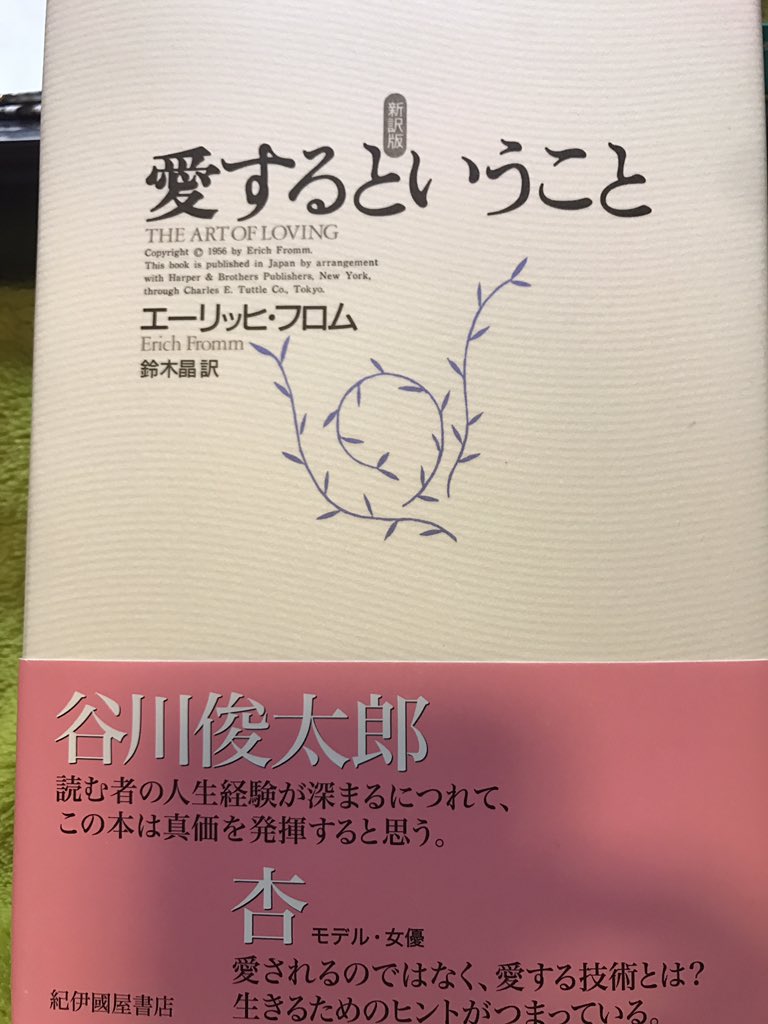 新訳版
愛するということ
THE ART OF LOVING
Copyright © 1956 by Erich Fromm.
This book is published in Japan by arrangement
with Harper & Brothers Publishers, New York,
through Charles E. Tuttle Co., Tokyo.
エーリッヒ・フロム
Erich Fromm
鈴木晶 訳
谷川俊太郎
読む者の人生経験が深まるにつれて、
この本は真価を発揮すると思う。
杏 モデル・女優
愛されるのではなく、愛する技術とは?
生きるためのヒントがつまっている。
紀伊國屋書店